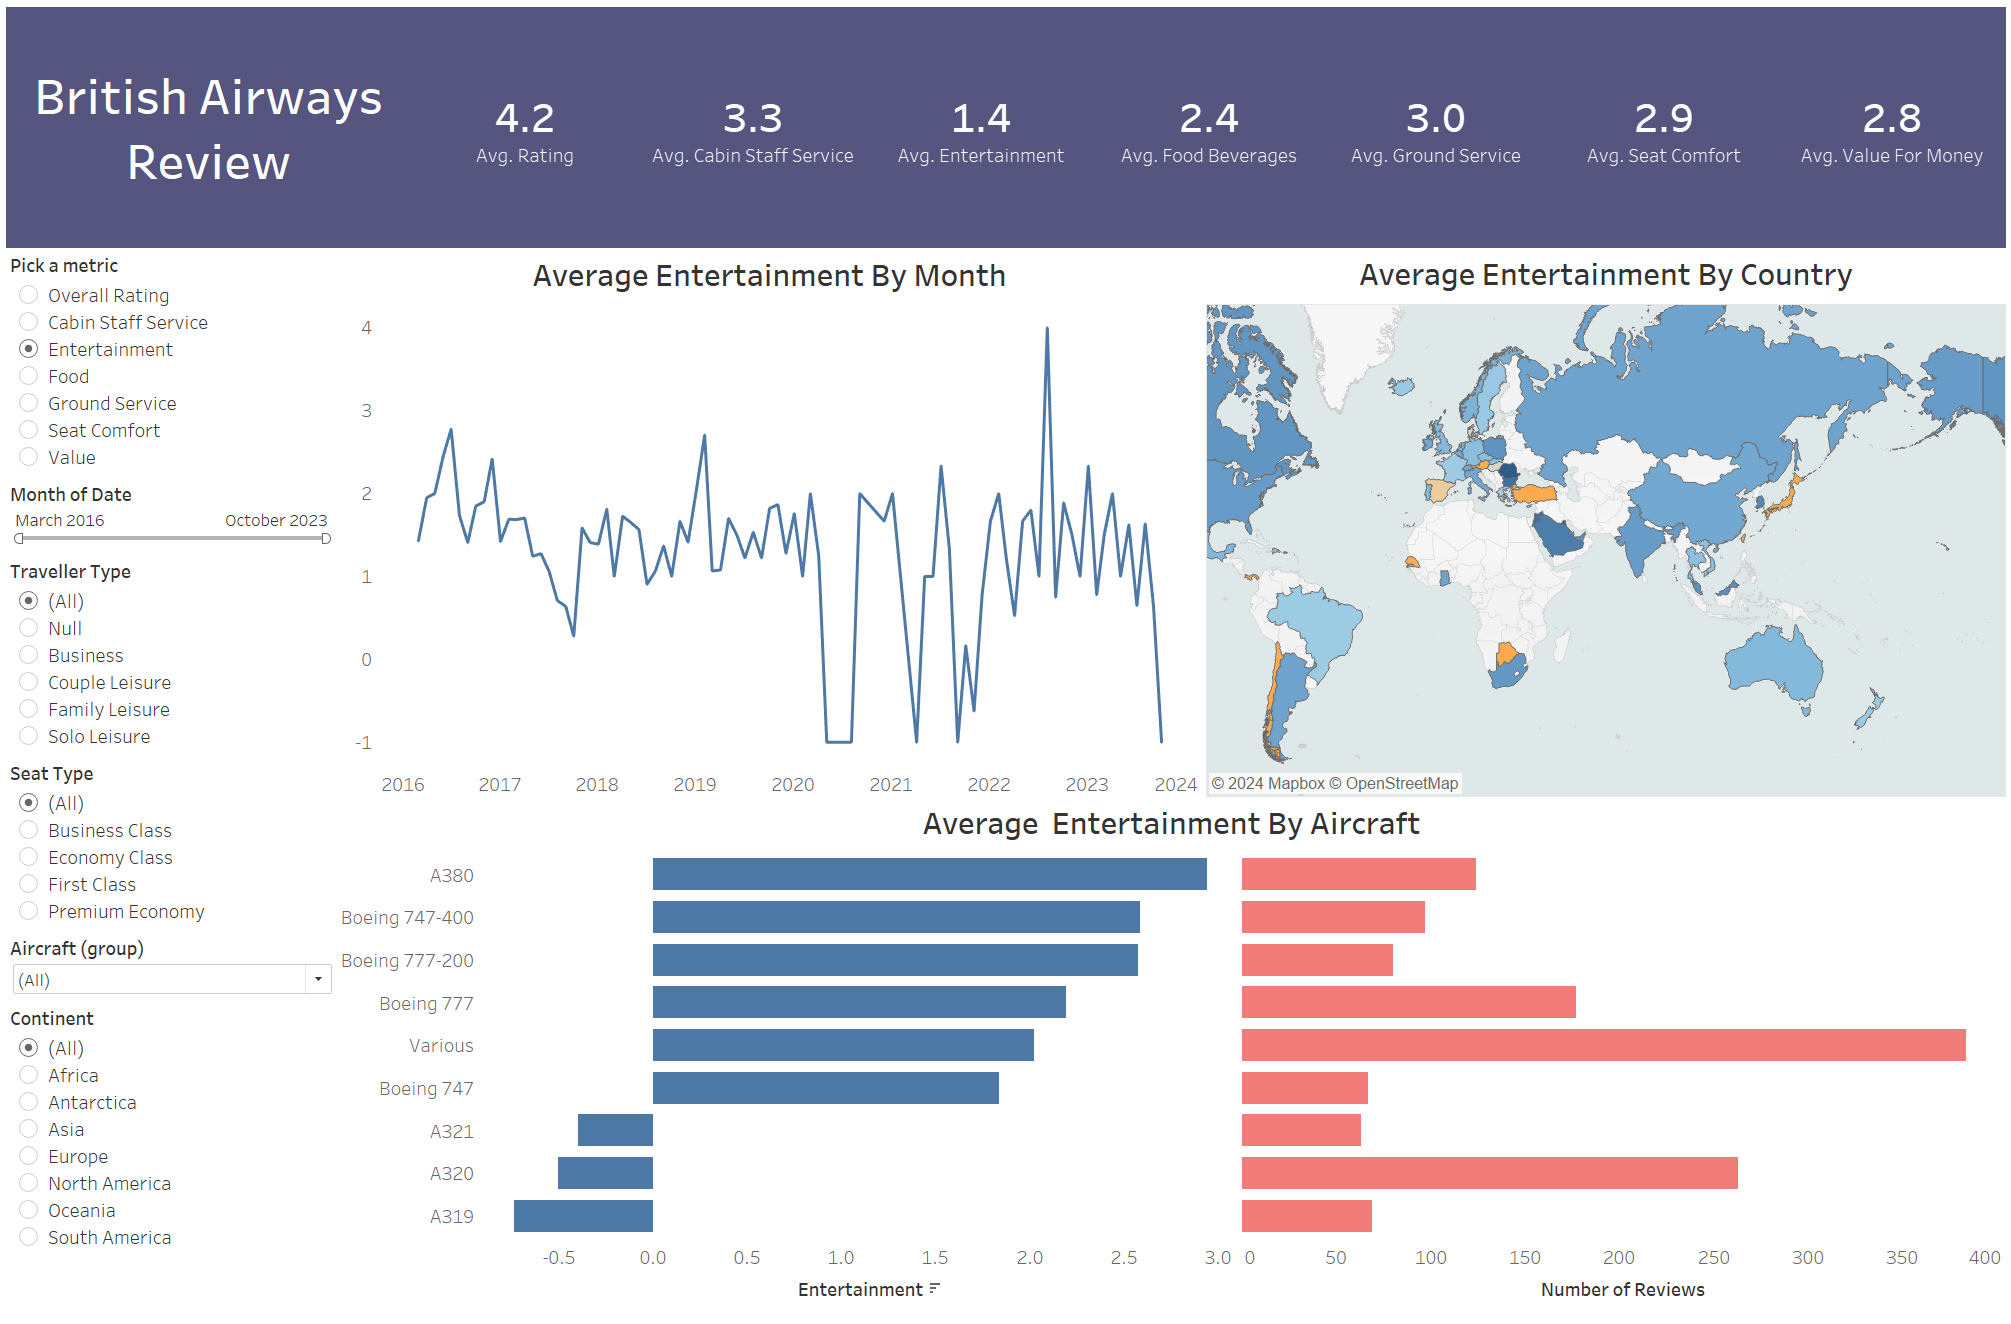 British Airways
Review
4.2
Avg. Rating
3.3
Avg. Cabin Staff Service
1.4
Avg. Entertainment
2.4
Avg. Food Beverages
3.0
Avg. Ground Service
2.9
Avg. Seat Comfort
2.8
Avg. Value For Money
Pick a metric
Overall Rating
Cabin Staff Service
Entertainment
Food
Ground Service
Seat Comfort
Value
Month of Date
March 2016 October 2023
Traveller Type
(All)
Null
Business
Couple Leisure
Family Leisure
Solo Leisure
Seat Type
(All)
Business Class
Economy Class
First Class
Premium Economy
Aircraft (group)
(All)
Continent
(All)
Africa
Antarctica
Asia
Europe
North America
Oceania
South America
Average Entertainment By Month
4
3
2
1
0
-1
2016 2017 2018 2019 2020 2021 2022 2023 2024
Average Entertainment By Country
© 2024 Mapbox © OpenStreetMap
Average Entertainment By Aircraft
A380
Boeing 747-400
Boeing 777-200
Boeing 777
Various
Boeing 747
A321
A320
A319
-0.5 0.0 0.5 1.0 1.5 2.0 2.5 3.0
Entertainment
0 50 100 150 200 250 300 350 400
Number of Reviews